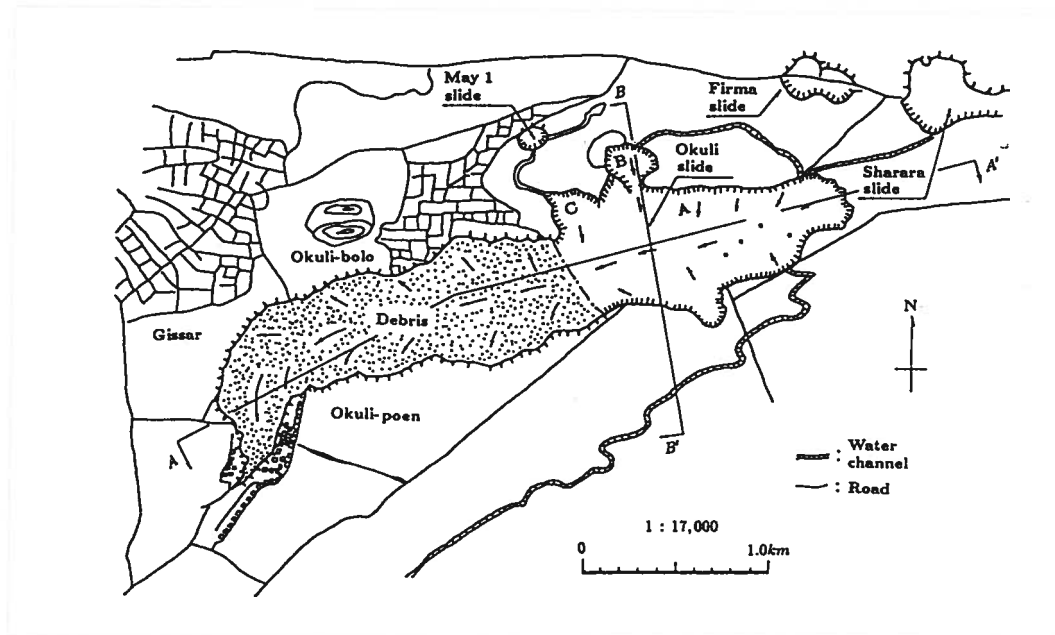 May 1
slide
B
Firma
slide
Okuli
slide
B
A'
Sharara
slide
C
A
Okuli-bolo
Debris
Gissar
N
Okuli-poen
A
B'
: Water
channel
: Road
1 : 17,000
0
1.0km